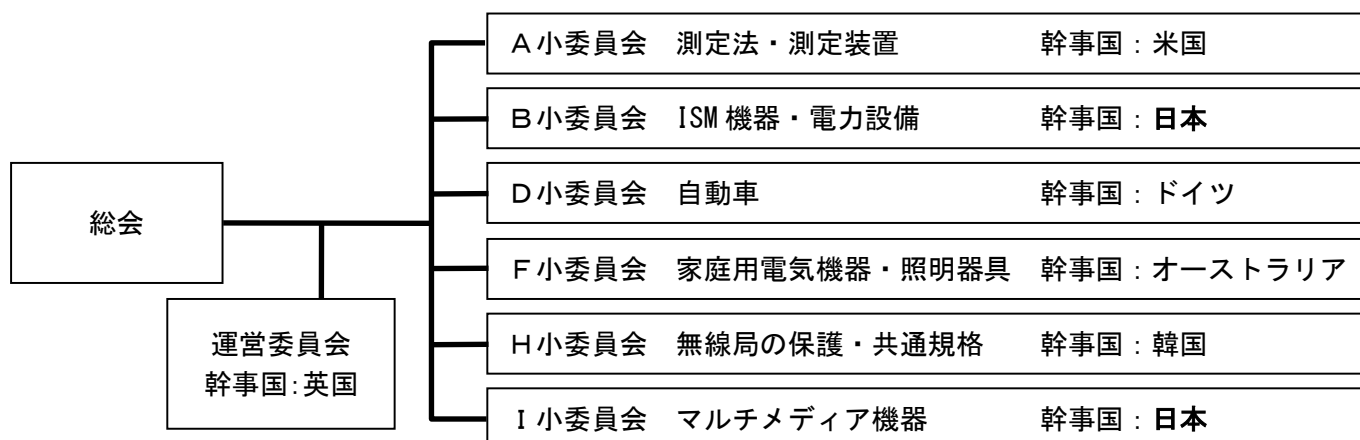 A小委員会 測定法・測定装置 幹事国：米国
B小委員会 ISM機器・電力設備 幹事国：日本
D小委員会 自動車 幹事国：ドイツ
総会
F小委員会 家庭用電気機器・照明器具 幹事国：オーストラリア
運営委員会
幹事国：英国
H小委員会 無線局の保護・共通規格 幹事国：韓国
I小委員会 マルチメディア機器 幹事国：日本